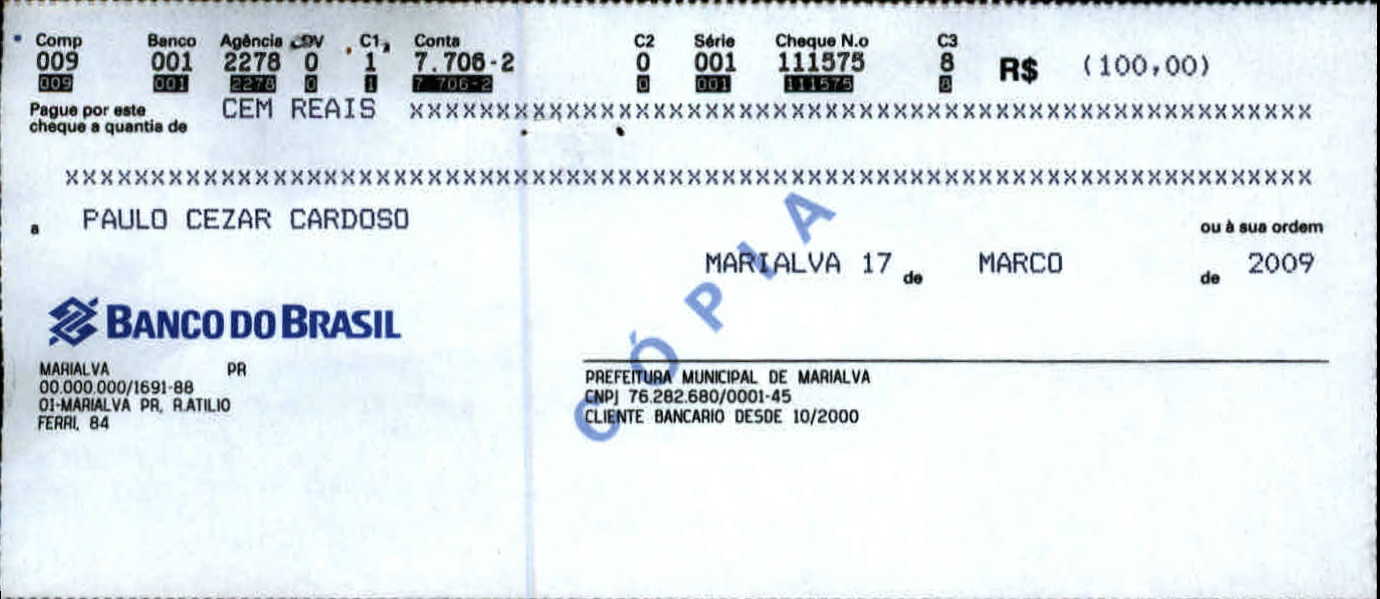 Comp Banco Agência DV C1 Conta C2 Série Cheque N.o C3
009 001 2278 0 1 7.706-2 0 001 111575 8 R$ (100,00)
009 001 2278 0 1 7 706-2 0 001 111575 8
Pague por este
cheque a quantia de CEM REAIS XXXXXXXXXXXXXXXXXXXXXXXXXXXXXXXXXXXXXXXXXXXXXXXXXXXX
XXXXXXXXXXXXXXXXXXXXXXXXXXXXXXXXXXXXXXXXXXXXXXXXXXXXXXXXXXXXXXXXXXXXXXXX
a PAULO CEZAR CARDOSO ou à sua ordem
MARIALVA 17 de MARCO de 2009
CÓPIA
BANCO DO BRASIL
MARIALVA PR
00.000.000/1691-88
01-MARIALVA PR, R.ATILIO
FERRI, 84
PREFEITURA MUNICIPAL DE MARIALVA
CNPJ 76.282.680/0001-45
CLIENTE BANCARIO DESDE 10/2000